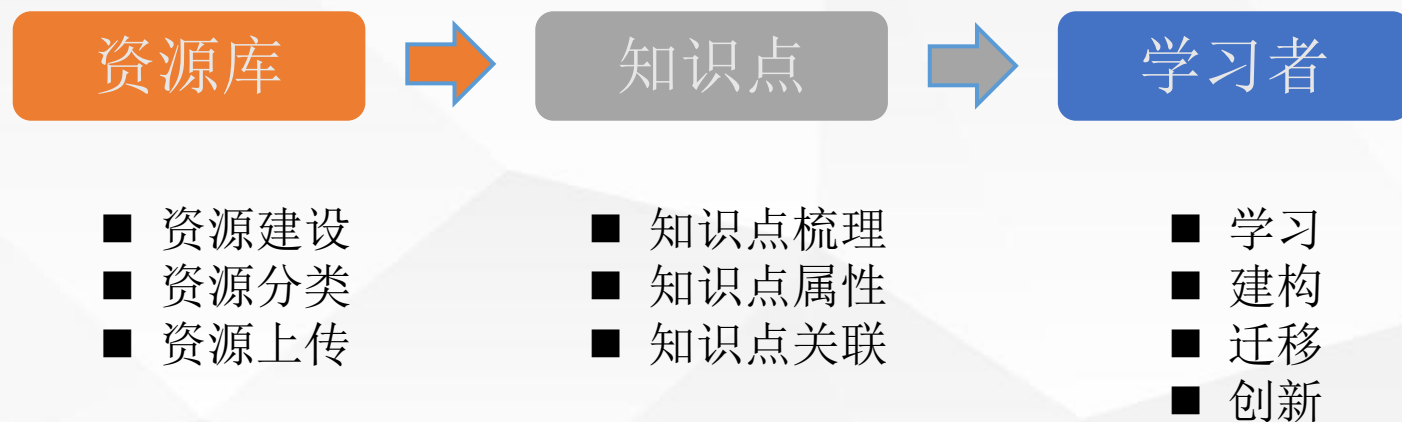 资源库
知识点
学习者
■ 资源建设
■ 资源分类
■ 资源上传
■ 知识点梳理
■ 知识点属性
■ 知识点关联
■ 学习
■ 建构
■ 迁移
■ 创新